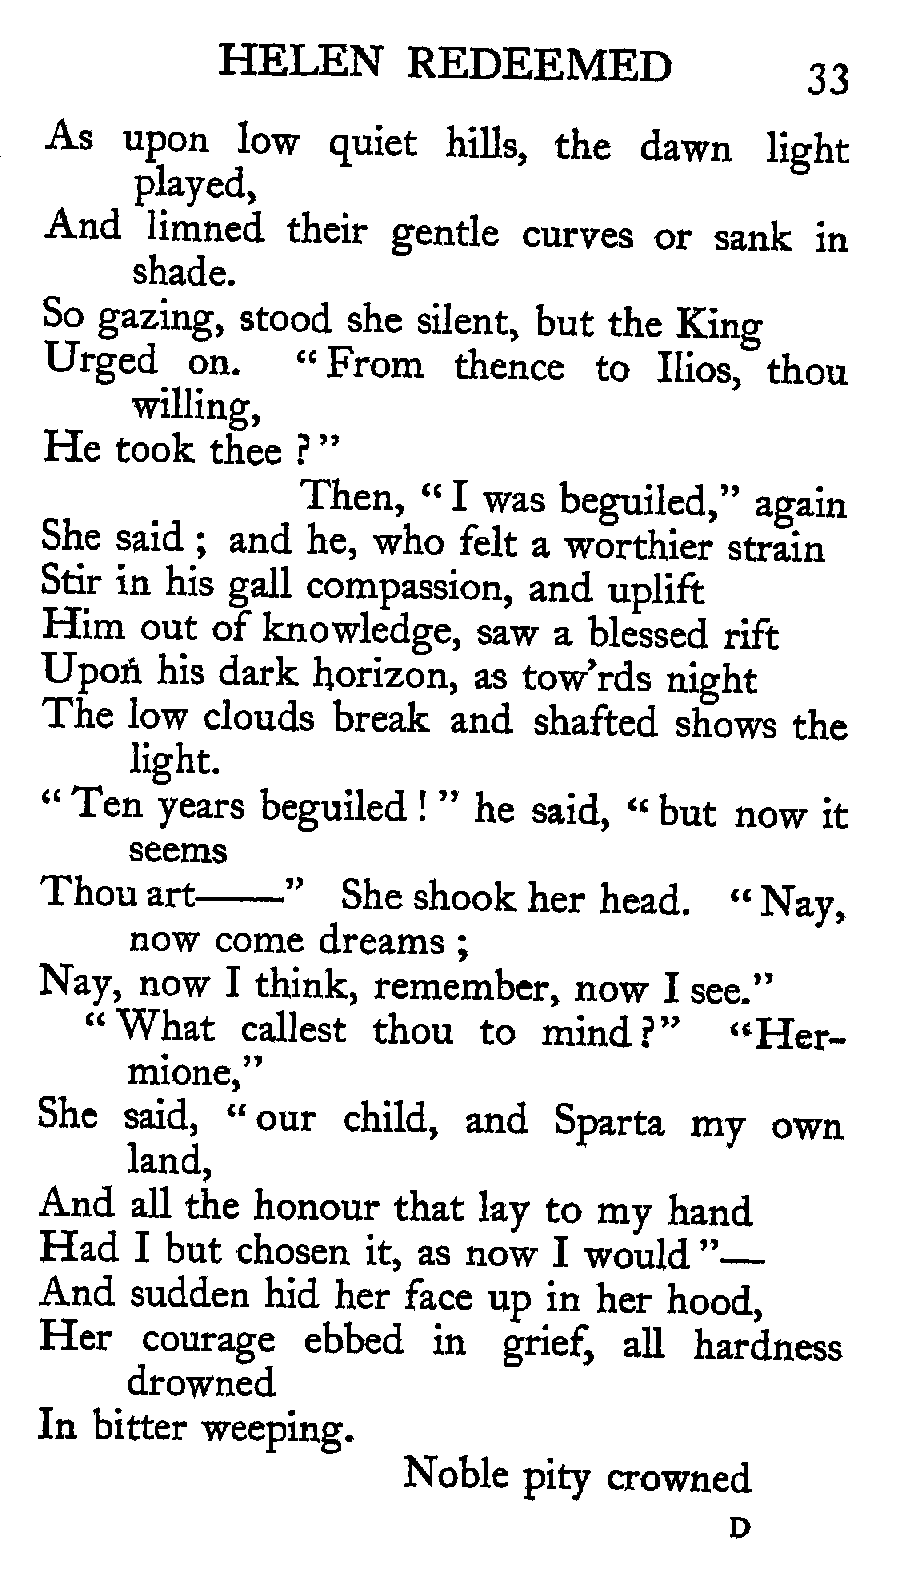 HELEN REDEEMED
33
As upon low quiet hills, the dawn light
played,
And limned their gentle curves or sank in
shade.
So gazing, stood she silent, but the King
Urged on. “ From thence to Ilios, thou
willing,
He took thee ? ”
Then, “ I was beguiled,” again
She said ; and he, who felt a worthier strain
Stir in his gall compassion, and uplift
Him out of knowledge, saw a blessed rift
Upon his dark horizon, as tow’rds night
The low clouds break and shafted shows the
light.
“ Ten years beguiled ! ” he said, “ but now it
seems
Thou art——” She shook her head. “ Nay,
now come dreams ;
Nay, now I think, remember, now I see.”
“ What callest thou to mind ? ” “Her-
mione,”
She said, “ our child, and Sparta my own
land,
And all the honour that lay to my hand
Had I but chosen it, as now I would ”—
And sudden hid her face up in her hood,
Her courage ebbed in grief, all hardness
drowned
In bitter weeping.
Noble pity crowned
D